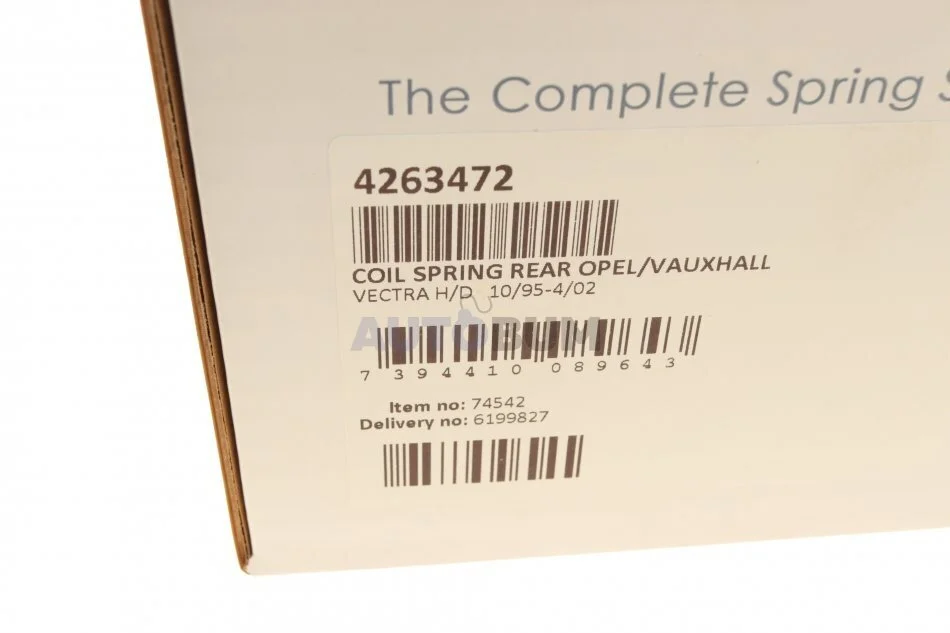 The Complete Spring S
4263472
COIL SPRING REAR OPEL/VAUXHALL
VECTRA H/D 10/95-4/02
AUTOBUM
7 394410 089643
Item no: 74542
Delivery no: 6199827